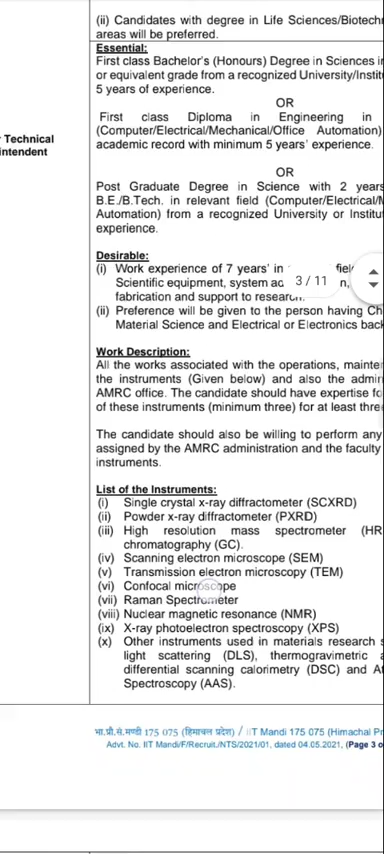 (ii) Candidates with degree in Life Sciences/Biotech
areas will be preferred.
Essential:
First class Bachelor's (Honours) Degree in Sciences i
or equivalent grade from a recognized University/Instit
5 years of experience.
OR
First class Diploma in Engineering in
(Computer/Electrical/Mechanical/Office Automation)
academic record with minimum 5 years' experience.
Technical
intendent
OR
Post Graduate Degree in Science with 2 years
B.E./B.Tech. in relevant field (Computer/Electrical/M
Automation) from a recognized University or Institu
experience.
Desirable:
(i) Work experience of 7 years' in fiel
Scientific equipment, system ad 3 / 11 n,
fabrication and support to research.
(ii) Preference will be given to the person having Ch
Material Science and Electrical or Electronics back
Work Description:
All the works associated with the operations, mainte
the instruments (Given below) and also the admin
AMRC office. The candidate should have expertise fo
of these instruments (minimum three) for at least thre
The candidate should also be willing to perform any
assigned by the AMRC administration and the faculty
instruments.
List of the Instruments:
(i) Single crystal x-ray diffractometer (SCXRD)
(ii) Powder x-ray diffractometer (PXRD)
(iii) High resolution mass spectrometer (HR
chromatography (GC).
(iv) Scanning electron microscope (SEM)
(v) Transmission electron microscopy (TEM)
(vi) Confocal microscope
(vii) Raman Spectrometer
(viii) Nuclear magnetic resonance (NMR)
(ix) X-ray photoelectron spectroscopy (XPS)
(x) Other instruments used in materials research s
light scattering (DLS), thermogravimetric a
differential scanning calorimetry (DSC) and At
Spectroscopy (AAS).
भा.प्रौ.सं.मण्डी 175 075 (हिमाचल प्रदेश) / IIT Mandi 175 075 (Himachal Pr
Advt. No. IIT Mandi/F/Recruit./NTS/2021/01, dated 04.05.2021, (Page 3 o